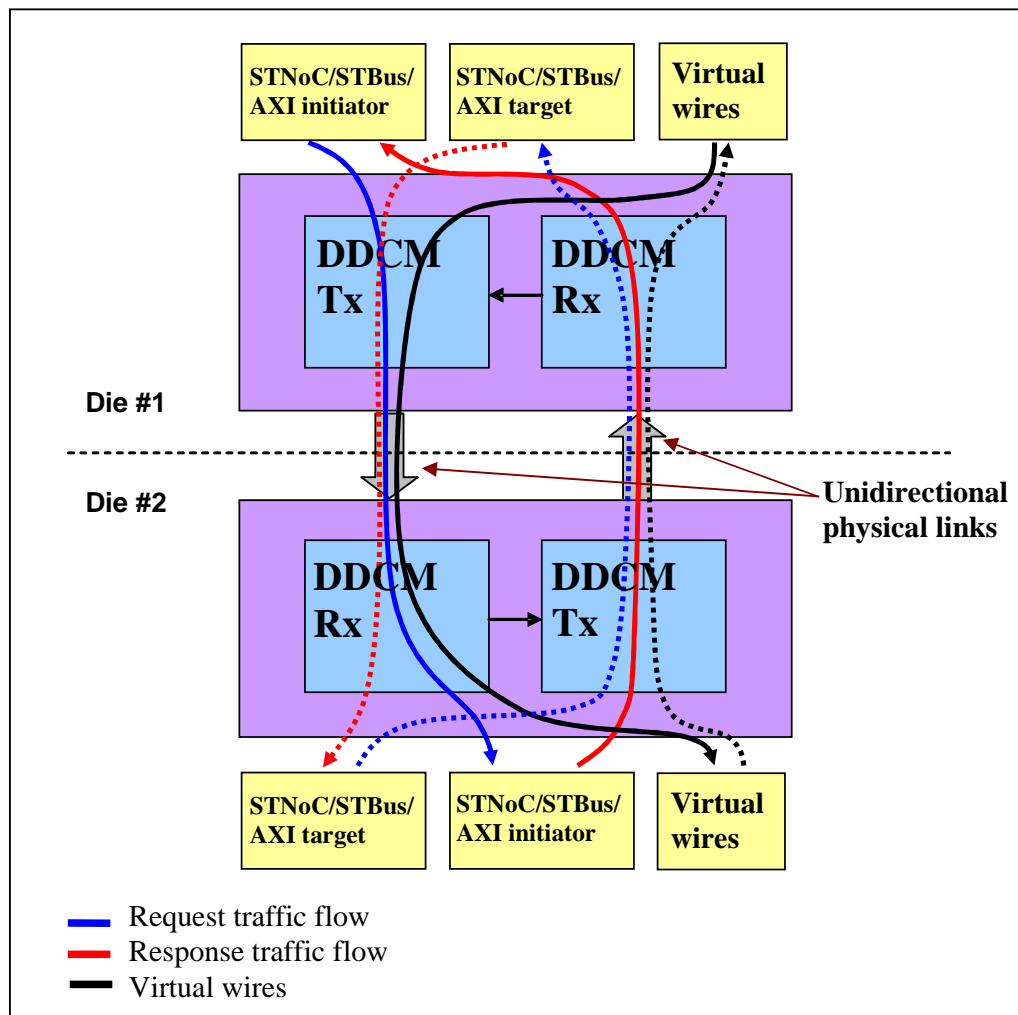 STNoC/STBus/
AXI initiator
STNoC/STBus/
AXI target
Virtual
wires
DDCM
Tx
DDCM
Rx
Die #1
Die #2
Unidirectional
physical links
DDCM
Rx
DDCM
Tx
STNoC/STBus/
AXI target
STNoC/STBus/
AXI initiator
Virtual
wires
Request traffic flow
Response traffic flow
Virtual wires